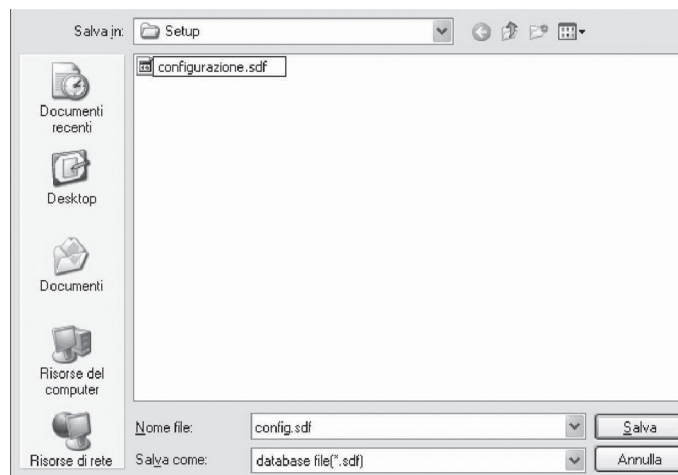 Salva in: Setup
configurazione.sdf
Documenti
recenti
Desktop
Documenti
Risorse del
computer
Risorse di rete
Nome file: config.sdf Salva
Salva come: database file(*.sdf) Annulla